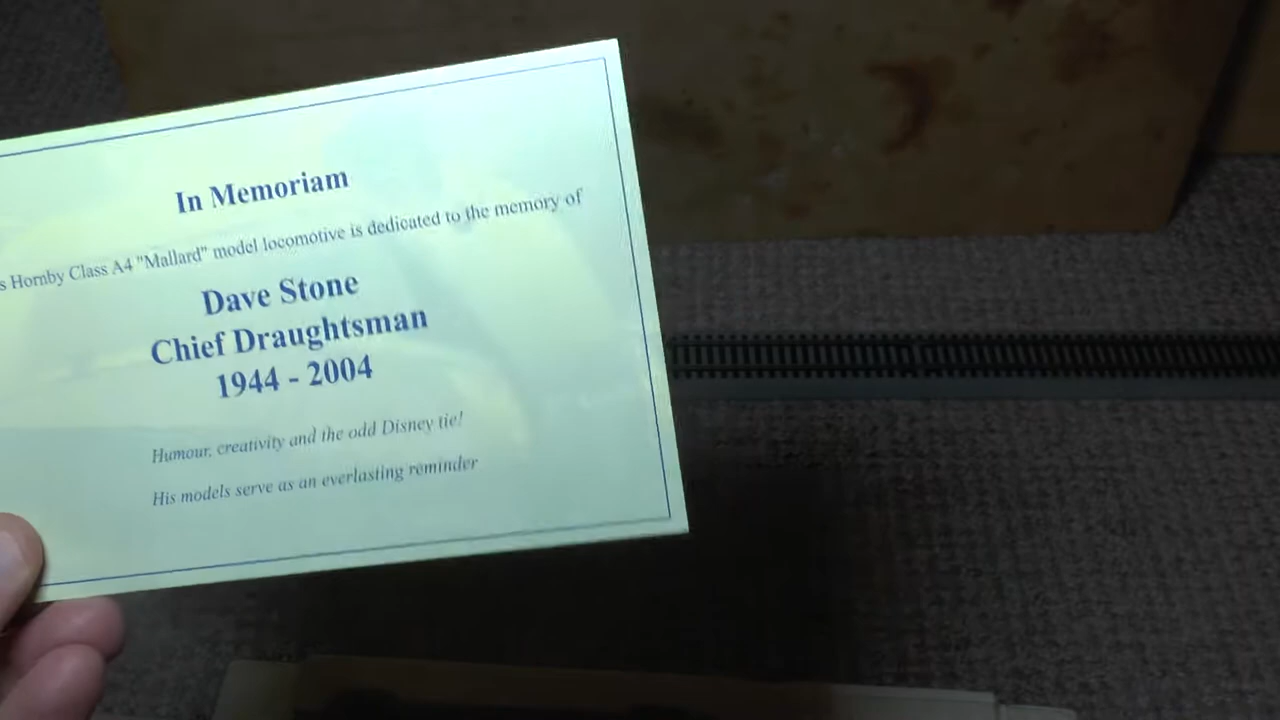 In Memoriam
s Hornby Class A4 "Mallard" model locomotive is dedicated to the memory of
Dave Stone
Chief Draughtsman
1944 - 2004
Humour, creativity and the odd Disney tie!
His models serve as an everlasting reminder